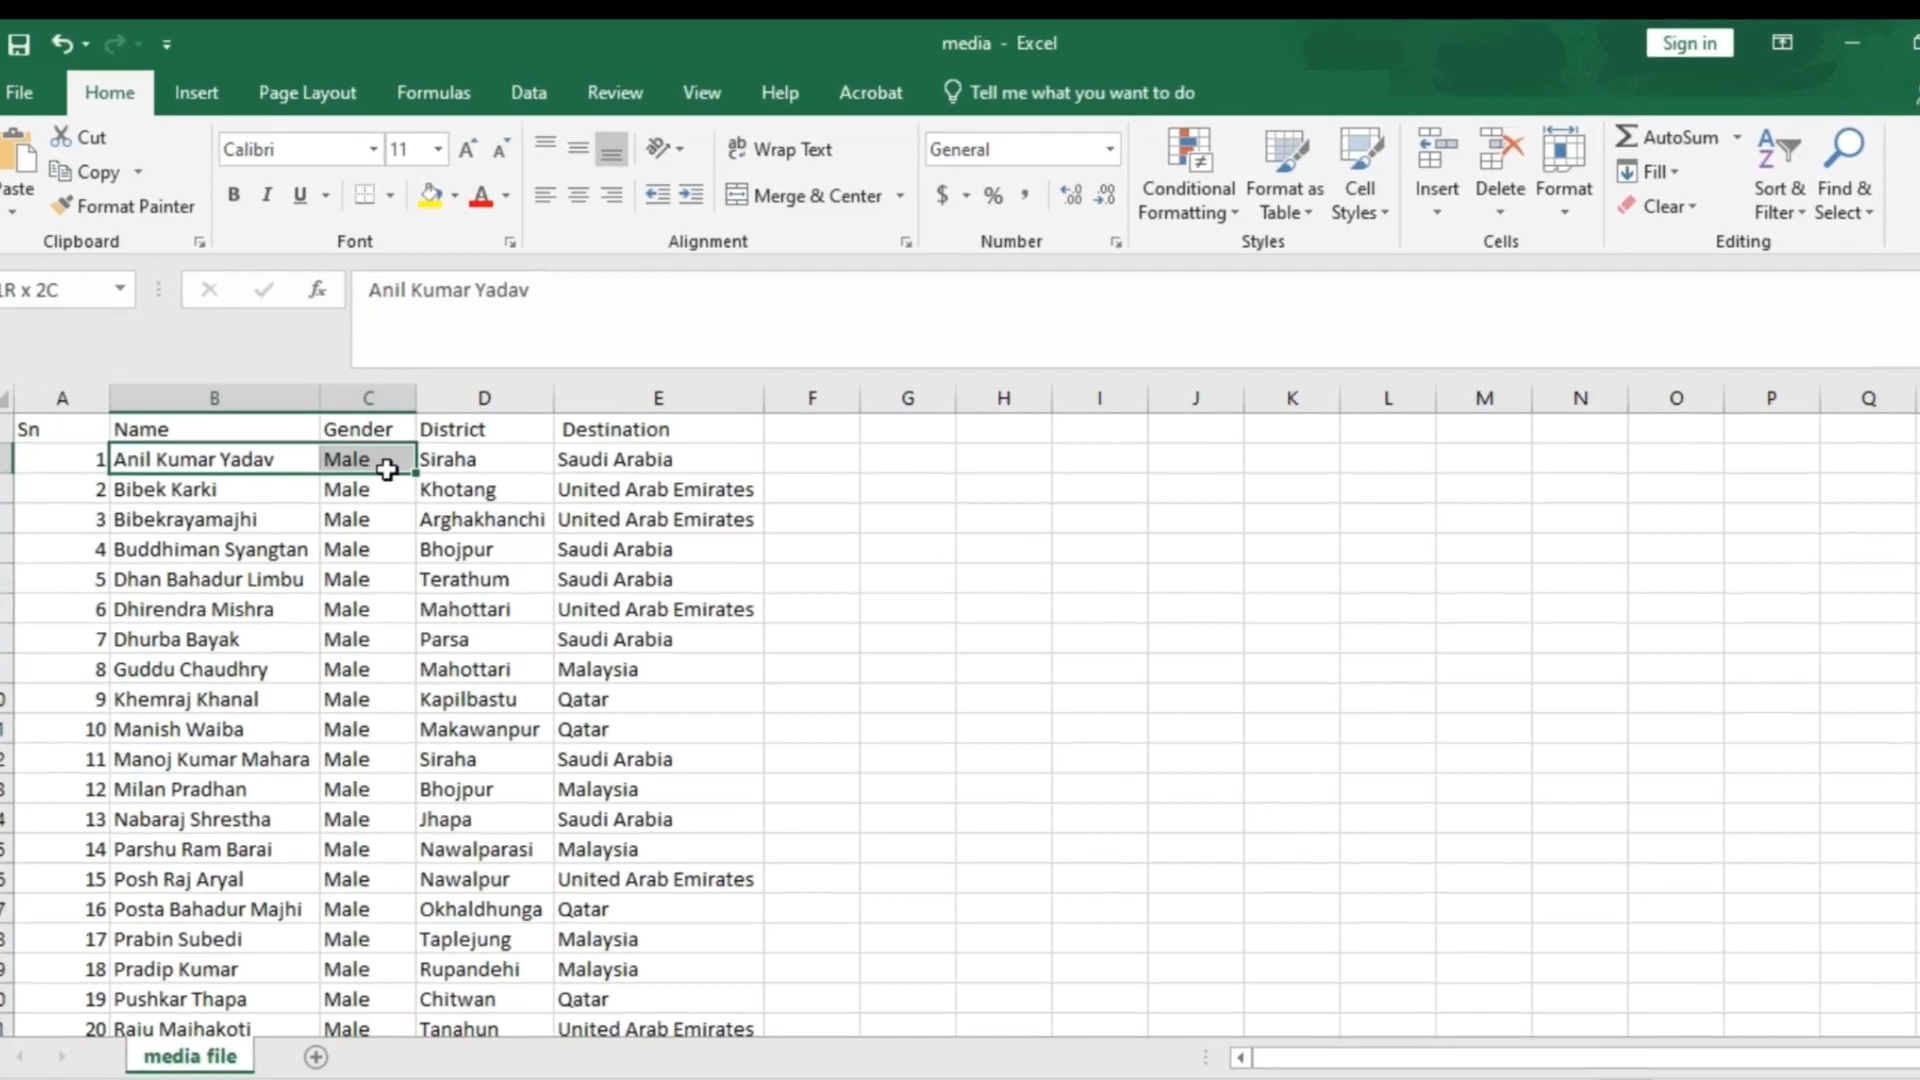 media - Excel
Sign in
File Home Insert Page Layout Formulas Data Review View Help Acrobat Tell me what you want to do
Cut
Copy
Format Painter
Clipboard
Calibri 11
B I U
Font
Wrap Text
Merge & Center
Alignment
General
$ % ,
Number
Conditional Formatting
Format as Table
Cell Styles
Styles
Insert Delete Format
Cells
AutoSum
Fill
Clear
Sort & Filter
Find & Select
Editing
fx Anil Kumar Yadav
A B C D E F G H I J K L M N O P Q
Sn Name Gender District Destination
1 Anil Kumar Yadav Male Siraha Saudi Arabia
2 Bibek Karki Male Khotang United Arab Emirates
3 Bibekrayamajhi Male Arghakhanchi United Arab Emirates
4 Buddhiman Syangtan Male Bhojpur Saudi Arabia
5 Dhan Bahadur Limbu Male Terathum Saudi Arabia
6 Dhirendra Mishra Male Mahottari United Arab Emirates
7 Dhurba Bayak Male Parsa Saudi Arabia
8 Guddu Chaudhry Male Mahottari Malaysia
9 Khemraj Khanal Male Kapilbastu Qatar
10 Manish Waiba Male Makawanpur Qatar
11 Manoj Kumar Mahara Male Siraha Saudi Arabia
12 Milan Pradhan Male Bhojpur Malaysia
13 Nabaraj Shrestha Male Jhapa Saudi Arabia
14 Parshu Ram Barai Male Nawalparasi Malaysia
15 Posh Raj Aryal Male Nawalpur United Arab Emirates
16 Posta Bahadur Majhi Male Okhaldhunga Qatar
17 Prabin Subedi Male Taplejung Malaysia
18 Pradip Kumar Male Rupandehi Malaysia
19 Pushkar Thapa Male Chitwan Qatar
20 Raju Majhakoti Male Tanahun United Arab Emirates
media file